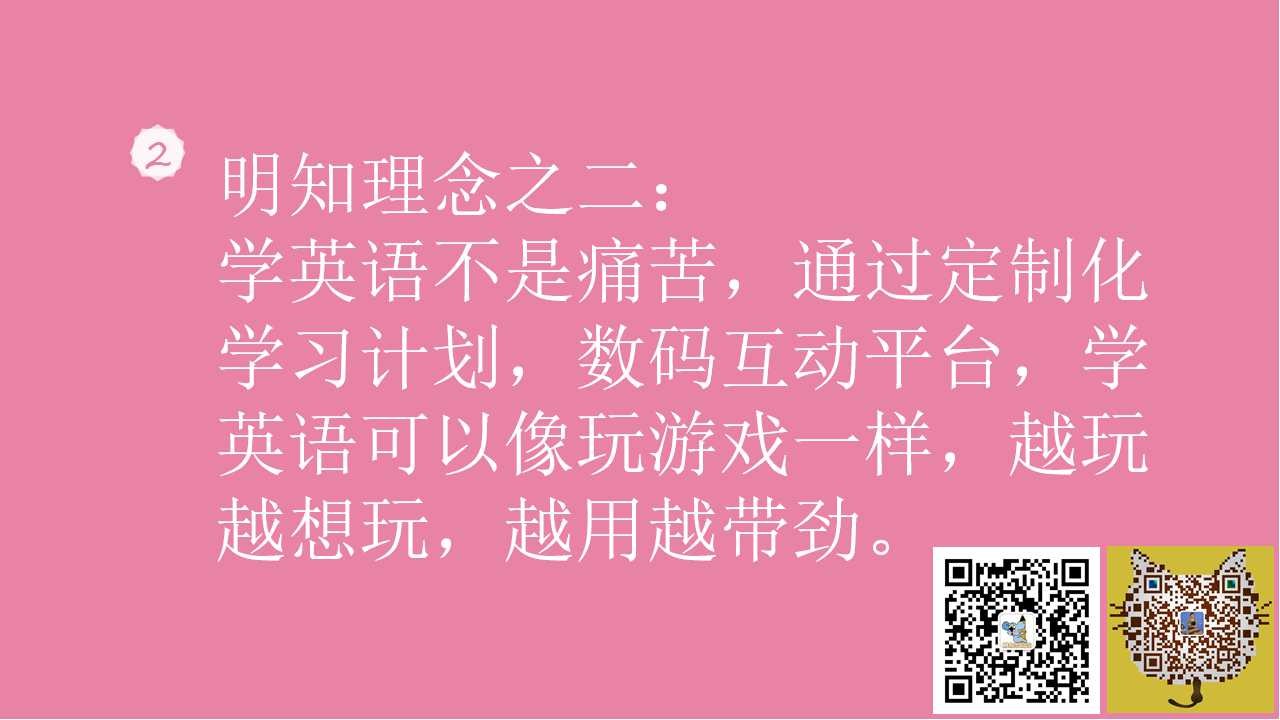 2
明知理念之二：
学英语不是痛苦，通过定制化
学习计划，数码互动平台，学
英语可以像玩游戏一样，越玩
越想玩，越用越带劲。